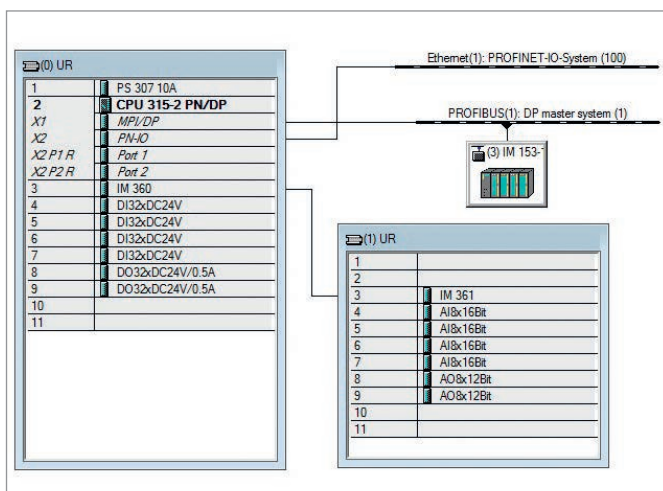 (0) UR
1 PS 307 10A
2 CPU 315-2 PN/DP
X1 MPI/DP
X2 PN-IO
X2 P1 R Port 1
X2 P2 R Port 2
3 IM 360
4 DI32xDC24V
5 DI32xDC24V
6 DI32xDC24V
7 DI32xDC24V
8 DO32xDC24V/0.5A
9 DO32xDC24V/0.5A
10
11
Ethernet(1): PROFINET-IO-System (100)
PROFIBUS(1): DP master system (1)
(3) IM 153-
(1) UR
1
2
3 IM 361
4 AI8x16Bit
5 AI8x16Bit
6 AI8x16Bit
7 AI8x16Bit
8 AO8x12Bit
9 AO8x12Bit
10
11